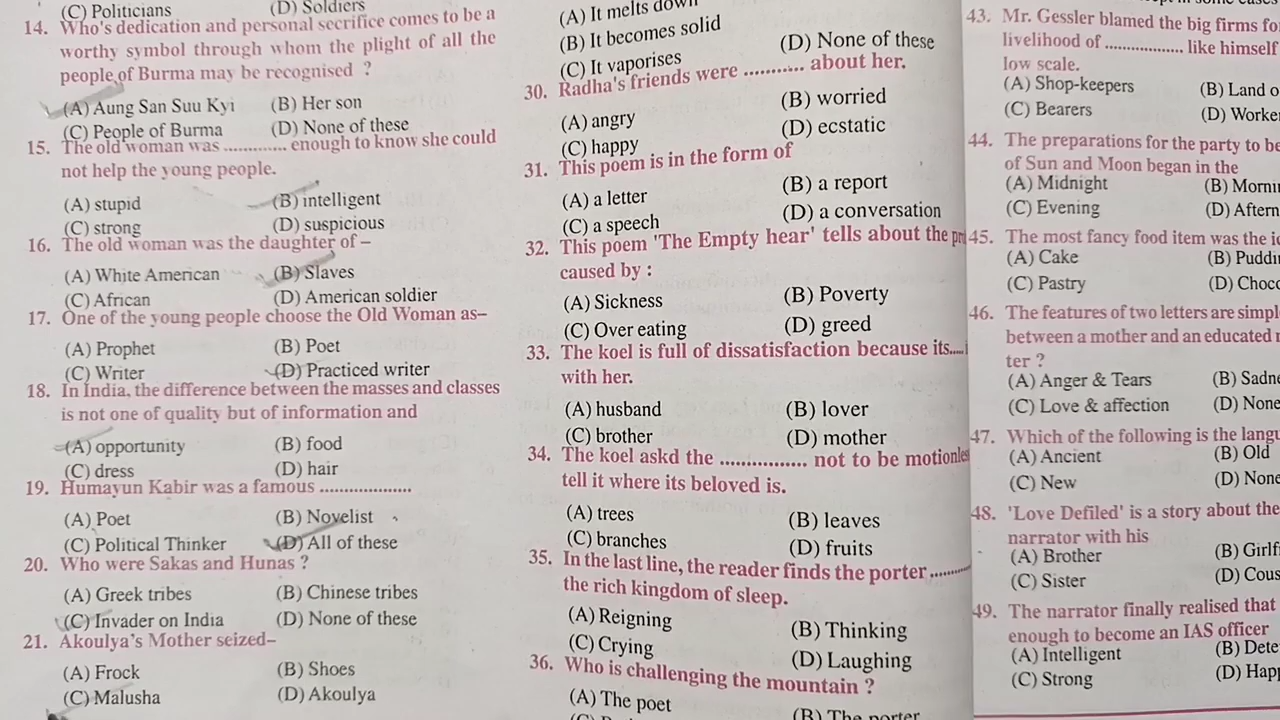 (C) Politicians (D) Soldiers
14. Who's dedication and personal secrifice comes to be a
worthy symbol through whom the plight of all the
people of Burma may be recognised ?
(A) Aung San Suu Kyi (B) Her son
(C) People of Burma (D) None of these
15. The old woman was ............. enough to know she could
not help the young people.
(A) stupid (B) intelligent
(C) strong (D) suspicious
16. The old woman was the daughter of –
(A) White American (B) Slaves
(C) African (D) American soldier
17. One of the young people choose the Old Woman as–
(A) Prophet (B) Poet
(C) Writer (D) Practiced writer
18. In India, the difference between the masses and classes
is not one of quality but of information and
(A) opportunity (B) food
(C) dress (D) hair
19. Humayun Kabir was a famous ...................
(A) Poet (B) Novelist
(C) Political Thinker (D) All of these
20. Who were Sakas and Hunas ?
(A) Greek tribes (B) Chinese tribes
(C) Invader on India (D) None of these
21. Akoulya's Mother seized–
(A) Frock (B) Shoes
(C) Malusha (D) Akoulya
(A) It melts down
(B) It becomes solid
(C) It vaporises (D) None of these
30. Radha's friends were ........... about her.
(A) angry (B) worried
(C) happy (D) ecstatic
31. This poem is in the form of
(A) a letter (B) a report
(C) a speech (D) a conversation
32. This poem 'The Empty hear' tells about the
caused by :
(A) Sickness (B) Poverty
(C) Over eating (D) greed
33. The koel is full of dissatisfaction because its.....
with her.
(A) husband (B) lover
(C) brother (D) mother
34. The koel askd the ................ not to be
tell it where its beloved is.
(A) trees (B) leaves
(C) branches (D) fruits
35. In the last line, the reader finds the porter ..........
the rich kingdom of sleep.
(A) Reigning (B) Thinking
(C) Crying (D) Laughing
36. Who is challenging the mountain ?
(A) The poet (B) The porter
43. Mr. Gessler blamed the big firms
livelihood of ................. like himself
low scale.
(A) Shop-keepers (B) Land
(C) Bearers (D)
44. The preparations for the party to
of Sun and Moon began in the
(A) Midnight (B)
(C) Evening (D)
45. The most fancy food item was the
(A) Cake (B)
(C) Pastry (D)
46. The features of two letters are
between a mother and an educated
ter ?
(A) Anger & Tears (B)
(C) Love & affection (D) None
47. Which of the following is the
(A) Ancient (B) Old
(C) New (D) None
48. 'Love Defiled' is a story about the
narrator with his
(A) Brother (B)
(C) Sister (D)
49. The narrator finally realised that
enough to become an IAS officer
(A) Intelligent (B)
(C) Strong (D)